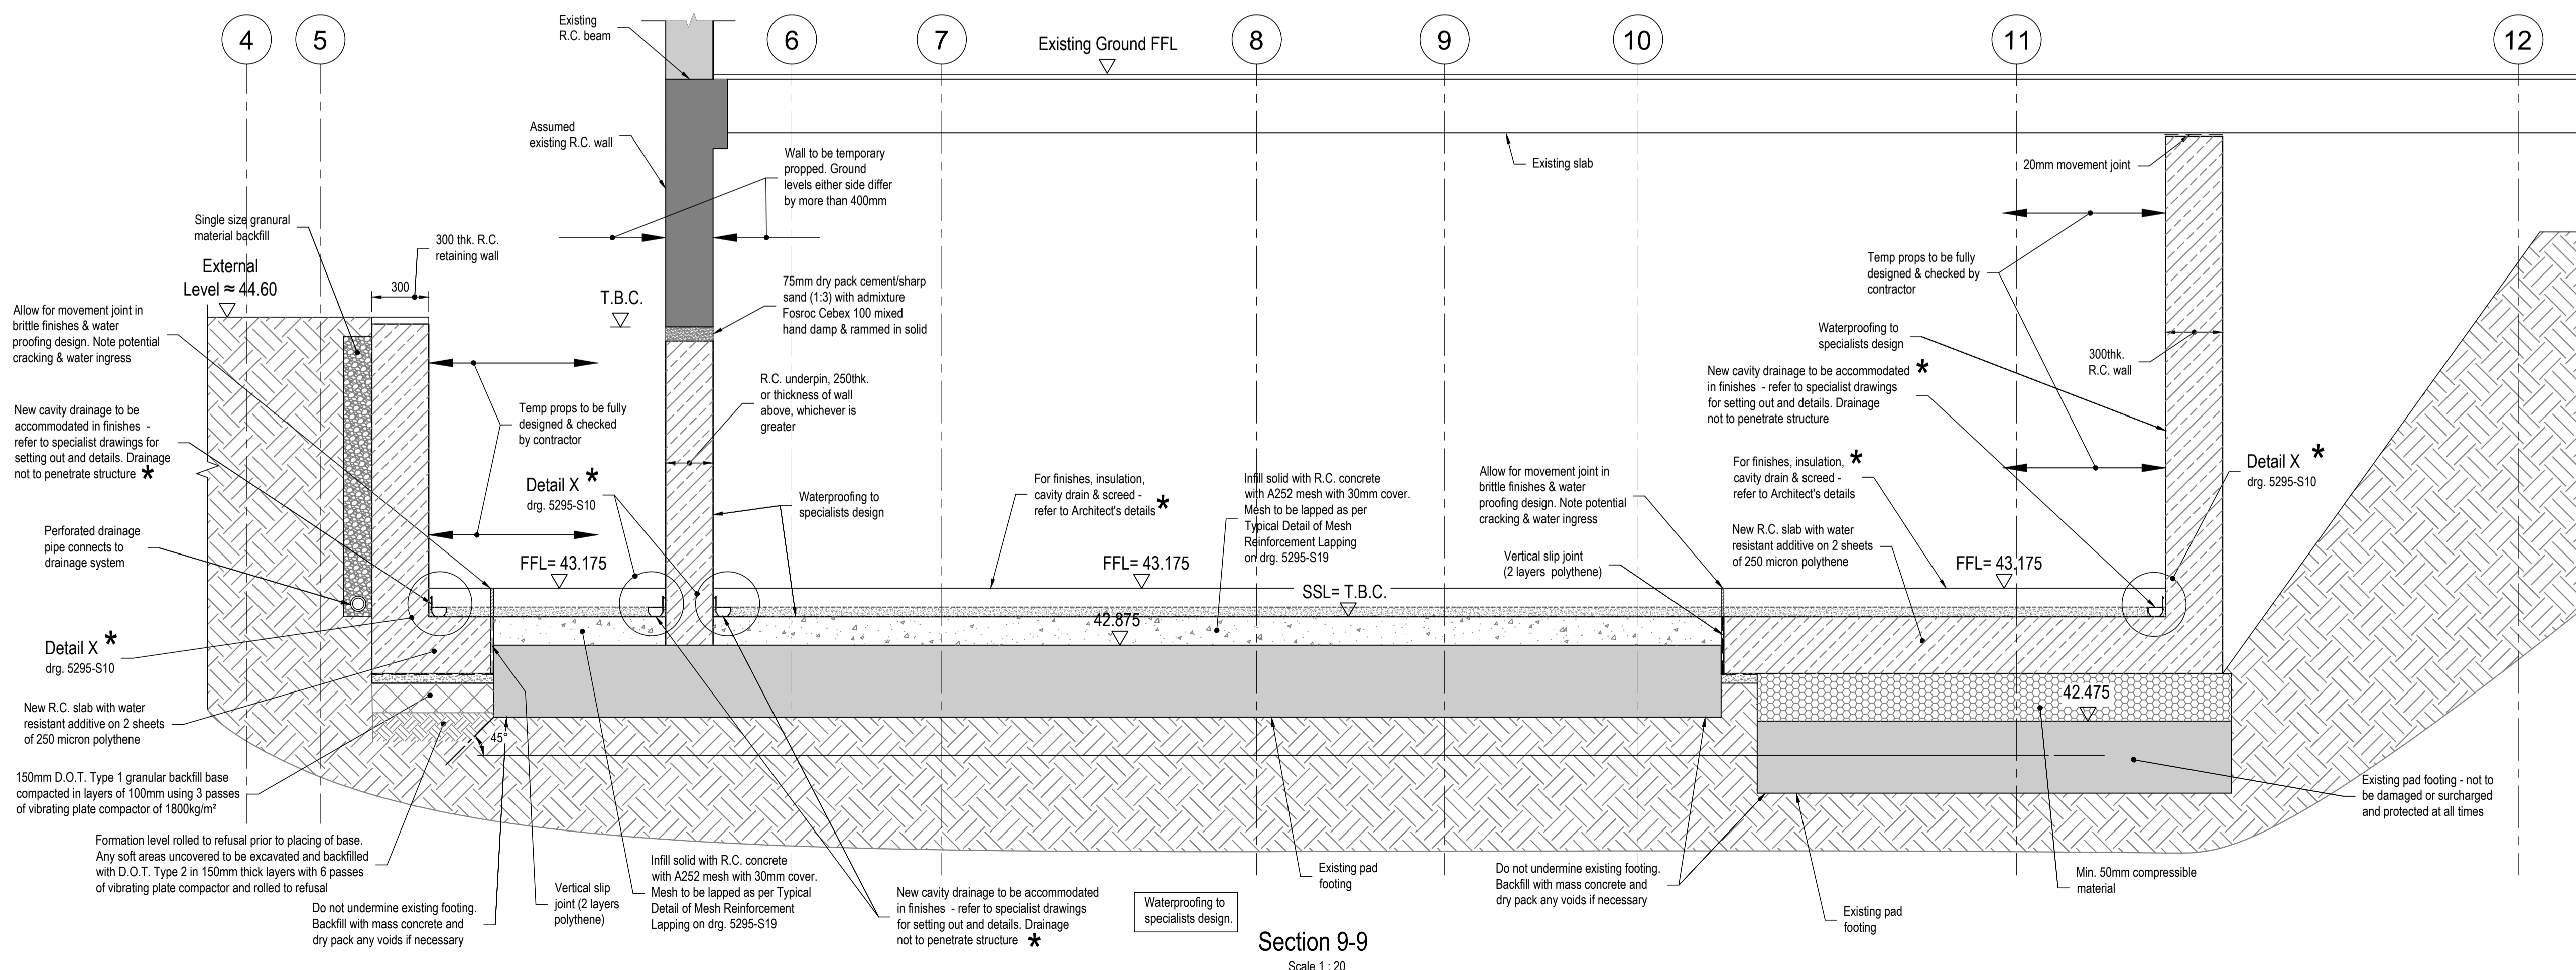 4
5
6
7
8
9
10
11
12
Existing
R.C. beam
Existing Ground FFL
Assumed
existing R.C. wall
Wall to be temporary
propped. Ground
levels either side differ
by more than 400mm
Existing slab
20mm movement joint
Single size granural
material backfill
300 thk. R.C.
retaining wall
External
Level ≈ 44.60
300
T.B.C.
75mm dry pack cement/sharp
sand (1:3) with admixture
Fosroc Cebex 100 mixed
hand damp & rammed in solid
Temp props to be fully
designed & checked by
contractor
Allow for movement joint in
brittle finishes & water
proofing design. Note potential
cracking & water ingress
Waterproofing to
specialists design
300thk.
R.C. wall
New cavity drainage to be accommodated *
in finishes - refer to specialist drawings
for setting out and details. Drainage
not to penetrate structure
R.C. underpin, 250thk.
or thickness of wall
above, whichever is
greater
New cavity drainage to be
accommodated in finishes -
refer to specialist drawings for
setting out and details. Drainage
not to penetrate structure *
Temp props to be fully
designed & checked
by contractor
Detail X *
drg. 5295-S10
Waterproofing to
specialists design
For finishes, insulation,
cavity drain & screed -
refer to Architect's details *
Infill solid with R.C. concrete
with A252 mesh with 30mm cover.
Mesh to be lapped as per
Typical Detail of Mesh
Reinforcement Lapping
on drg. 5295-S19
Allow for movement joint in
brittle finishes & water
proofing design. Note potential
cracking & water ingress
For finishes, insulation, *
cavity drain & screed -
refer to Architect's details
Detail X *
drg. 5295-S10
Perforated drainage
pipe connects to
drainage system
New R.C. slab with water
resistant additive on 2 sheets
of 250 micron polythene
Vertical slip joint
(2 layers polythene)
FFL= 43.175
FFL= 43.175
FFL= 43.175
SSL= T.B.C.
42.875
Detail X *
drg. 5295-S10
42.475
New R.C. slab with water
resistant additive on 2 sheets
of 250 micron polythene
45°
150mm D.O.T. Type 1 granular backfill base
compacted in layers of 100mm using 3 passes
of vibrating plate compactor of 1800kg/m²
Existing pad footing - not to
be damaged or surcharged
and protected at all times
Formation level rolled to refusal prior to placing of base.
Any soft areas uncovered to be excavated and backfilled
with D.O.T. Type 2 in 150mm thick layers with 6 passes
of vibrating plate compactor and rolled to refusal
Do not undermine existing footing.
Backfill with mass concrete and
dry pack any voids if necessary
Vertical slip
joint (2 layers
polythene)
Infill solid with R.C. concrete
with A252 mesh with 30mm cover.
Mesh to be lapped as per Typical
Detail of Mesh Reinforcement
Lapping on drg. 5295-S19
New cavity drainage to be accommodated
in finishes - refer to specialist drawings
for setting out and details. Drainage
not to penetrate structure *
Waterproofing to
specialists design.
Existing pad
footing
Do not undermine existing footing.
Backfill with mass concrete and
dry pack any voids if necessary
Existing pad
footing
Min. 50mm compressible
material
Section 9-9
Scale 1 : 20